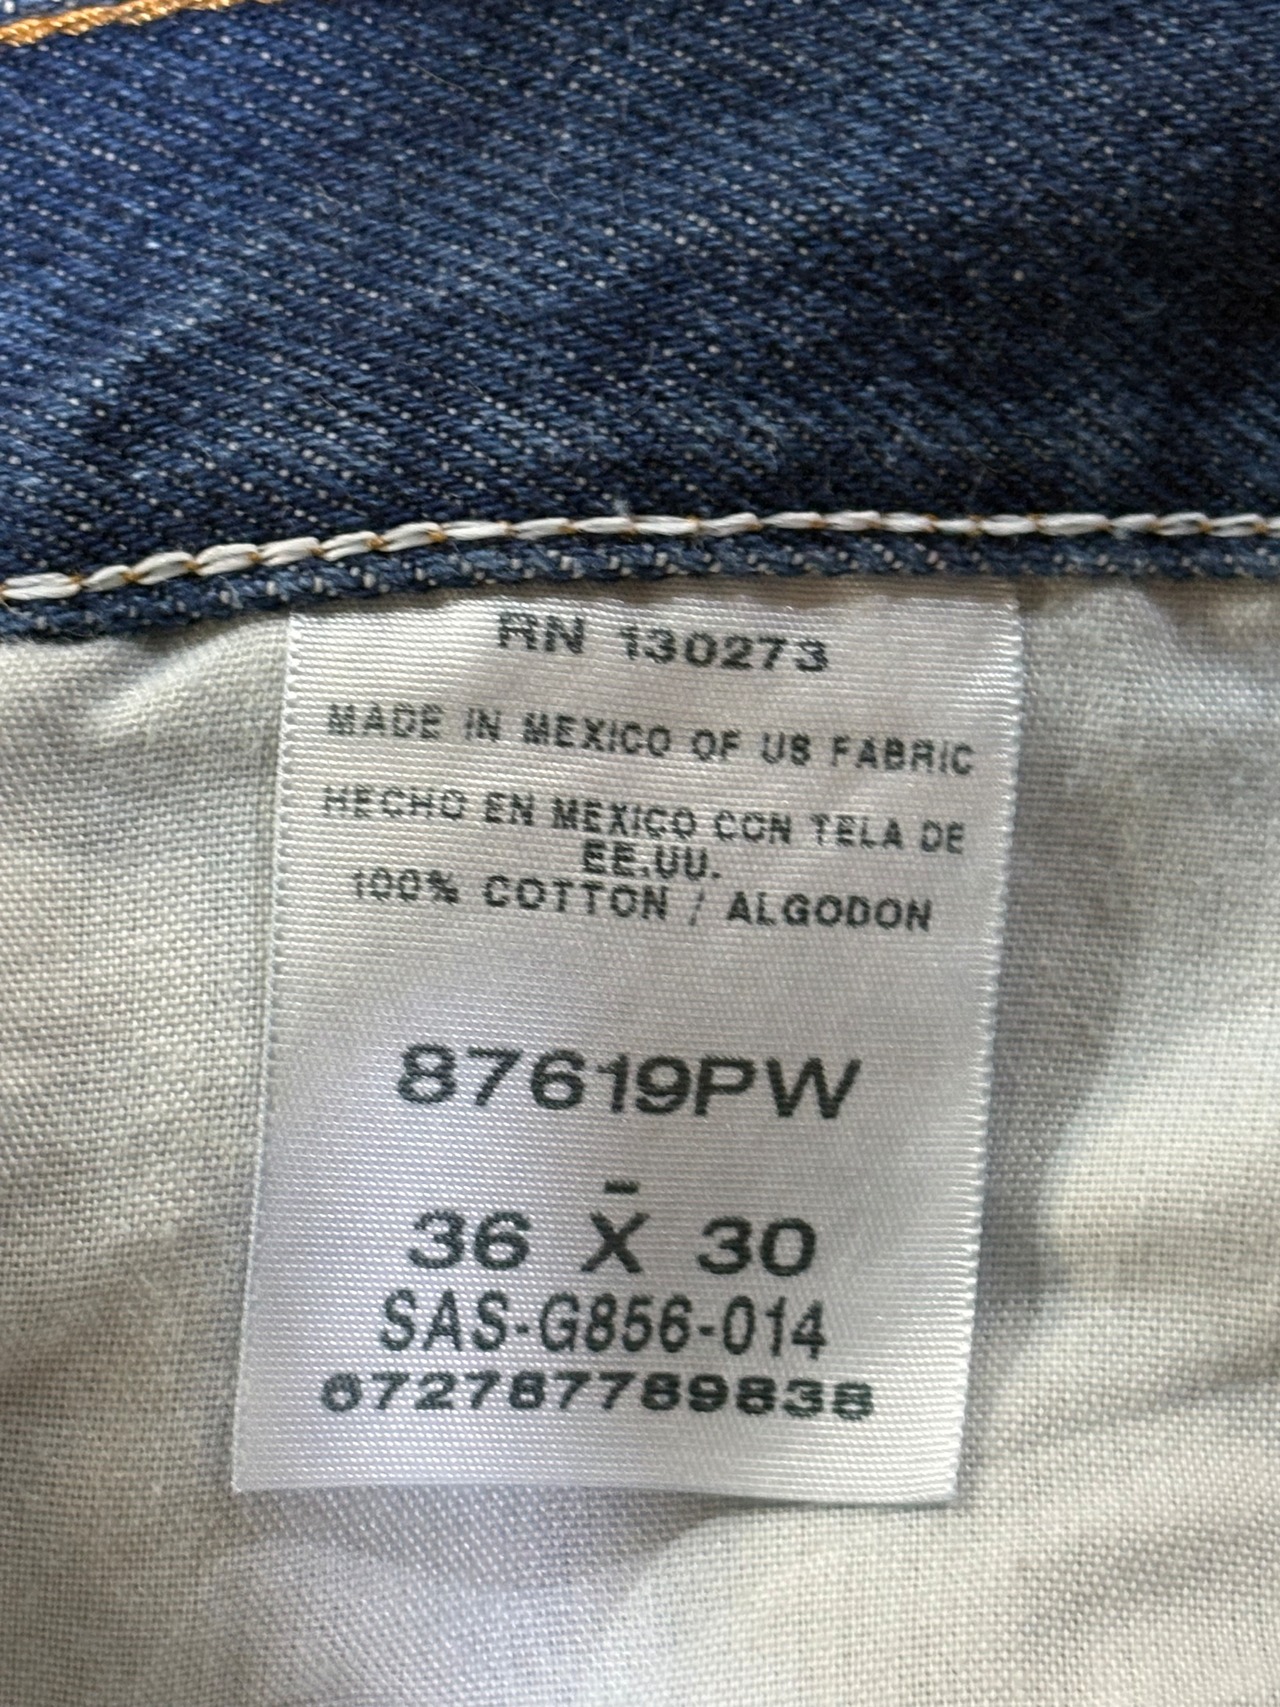 RN 130273
MADE IN MEXICO OF US FABRIC
HECHO EN MEXICO CON TELA DE
EE.UU.
100% COTTON / ALGODON
87619PW
-
36 X 30
SAS-G856-014
072787789838